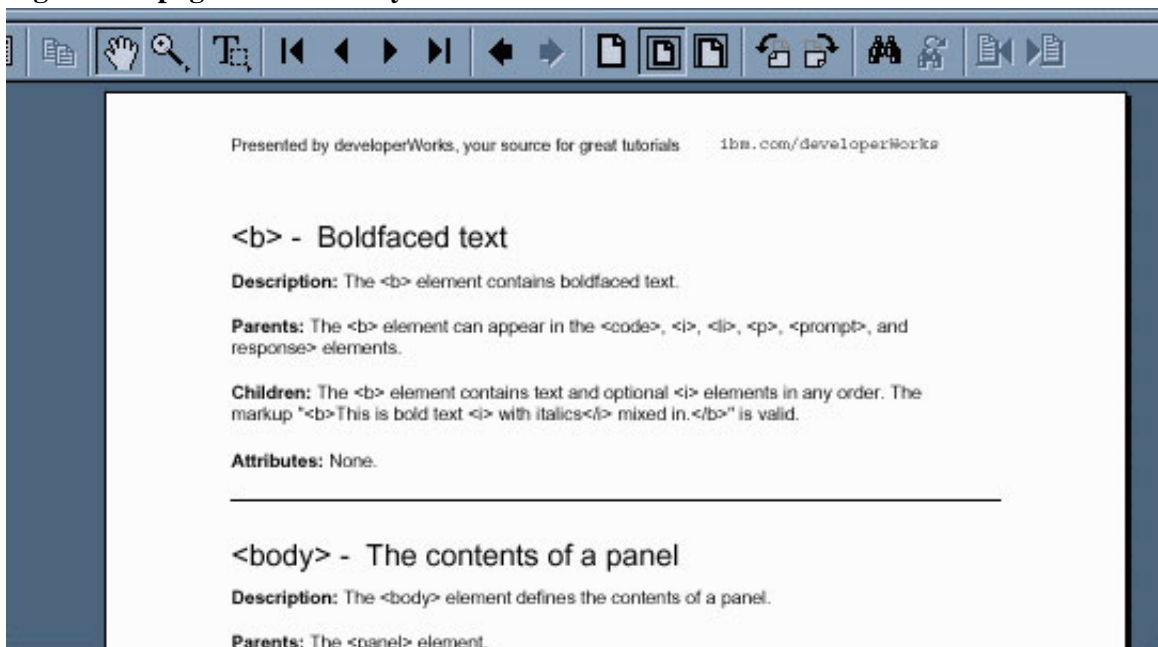 Presented by developerWorks, your source for great tutorials ibm.com/developerWorks
<b> - Boldfaced text
Description: The <b> element contains boldfaced text.
Parents: The <b> element can appear in the <code>, <i>, <li>, <p>, <prompt>, and
response> elements.
Children: The <b> element contains text and optional <i> elements in any order. The
markup "<b>This is bold text <i> with italics</i> mixed in.</b>" is valid.
Attributes: None.
<body> - The contents of a panel
Description: The <body> element defines the contents of a panel.
Parents: The <panel> element.